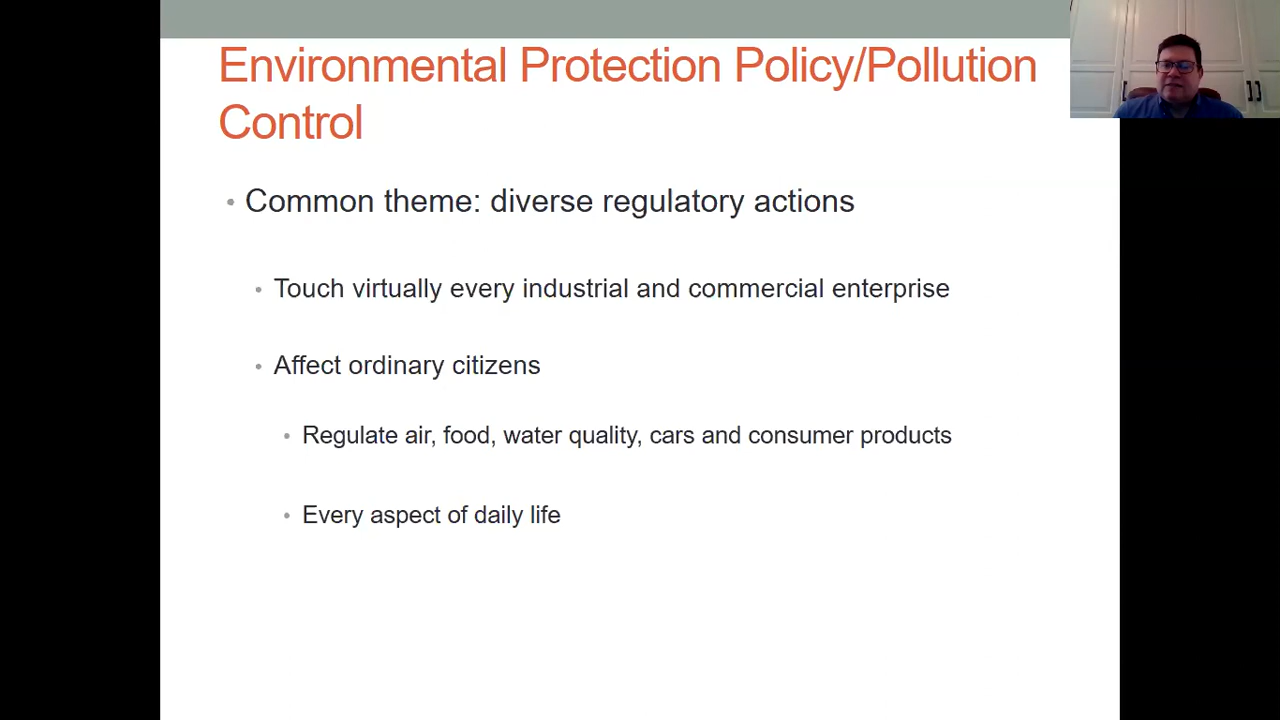 Environmental Protection Policy/Pollution
Control
• Common theme: diverse regulatory actions
• Touch virtually every industrial and commercial enterprise
• Affect ordinary citizens
• Regulate air, food, water quality, cars and consumer products
• Every aspect of daily life